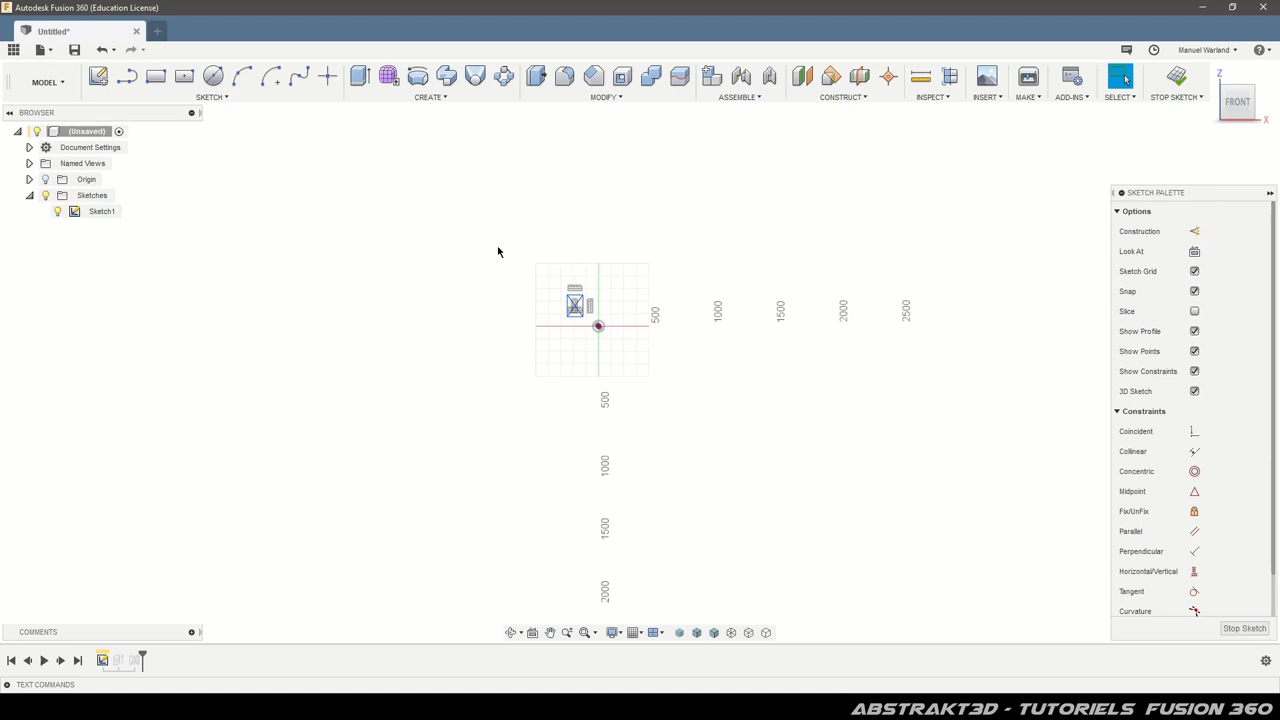 Autodesk Fusion 360 (Education License)
Untitled*
Manuel Warland
MODEL
SKETCH
CREATE
MODIFY
ASSEMBLE
CONSTRUCT
INSPECT
INSERT
MAKE
ADD-INS
SELECT
STOP SKETCH
Z
FRONT
X
BROWSER
(Unsaved)
Document Settings
Named Views
Origin
Sketches
Sketch1
500
1000
1500
2000
2500
500
1000
1500
2000
SKETCH PALETTE
Options
Construction
Look At
Sketch Grid
Snap
Slice
Show Profile
Show Points
Show Constraints
3D Sketch
Constraints
Coincident
Collinear
Concentric
Midpoint
Fix/UnFix
Parallel
Perpendicular
Horizontal/Vertical
Tangent
Curvature
Stop Sketch
COMMENTS
TEXT COMMANDS
ABSTRAKT3D - TUTORIELS FUSION 360